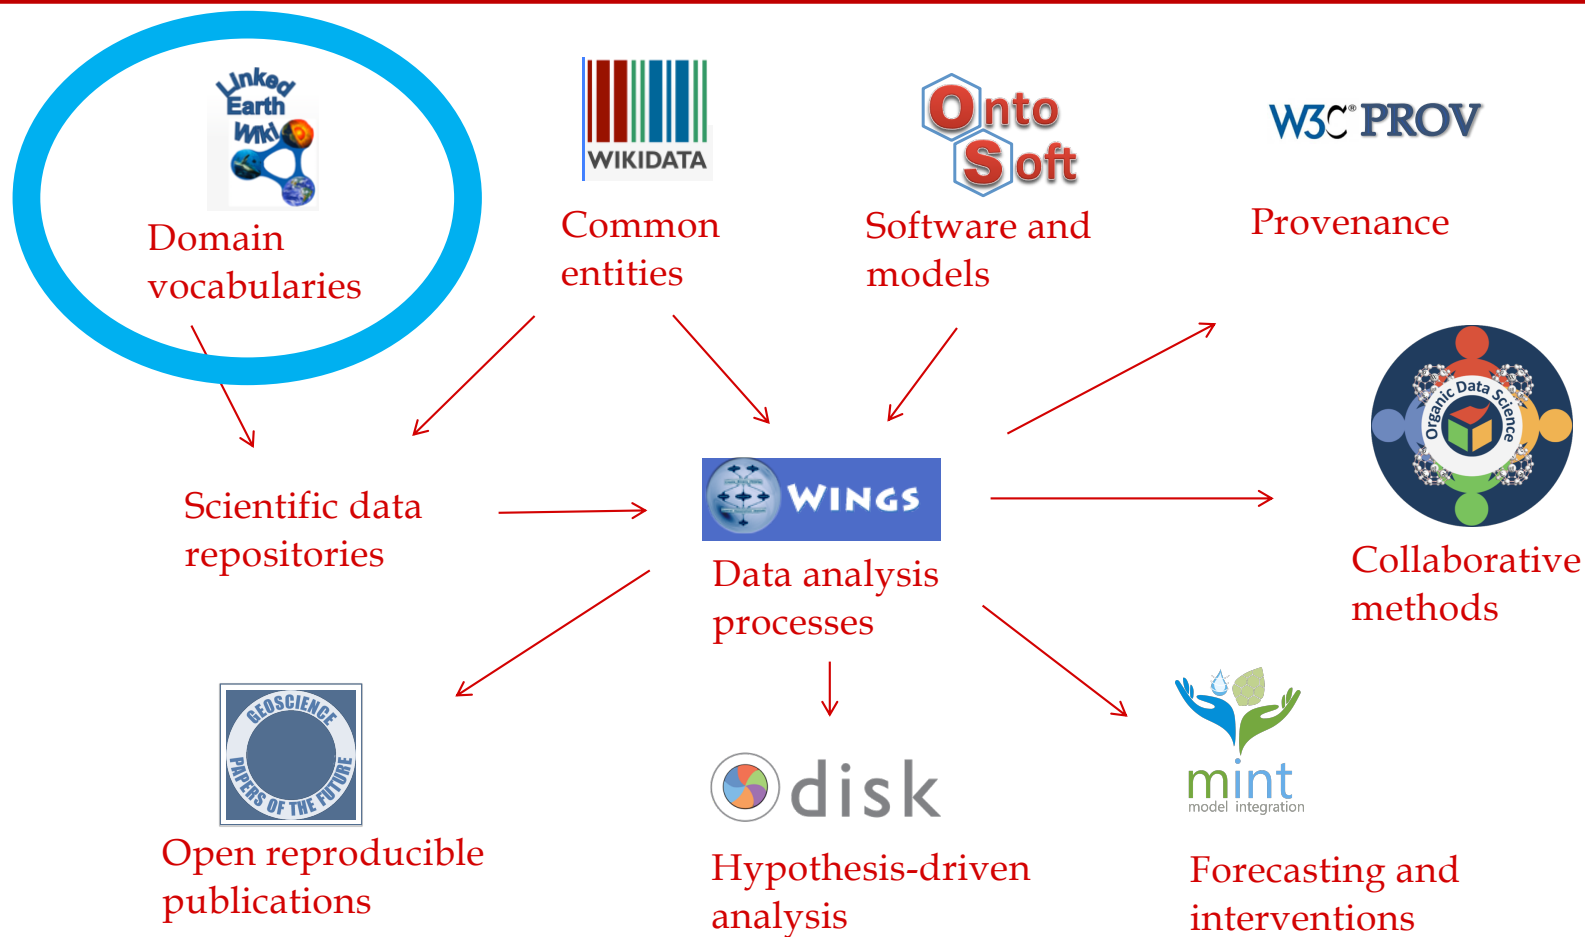 Linked
Earth
Wiki
Domain
vocabularies
WIKIDATA
Common
entities
Onto
Soft
Software and
models
W3C® PROV
Provenance
Organic Data Science
Collaborative
methods
Scientific data
repositories
WINGS
Data analysis
processes
GEOSCIENCE
PAPERS OF THE FUTURE
Open reproducible
publications
disk
Hypothesis-driven
analysis
mint
model integration
Forecasting and
interventions